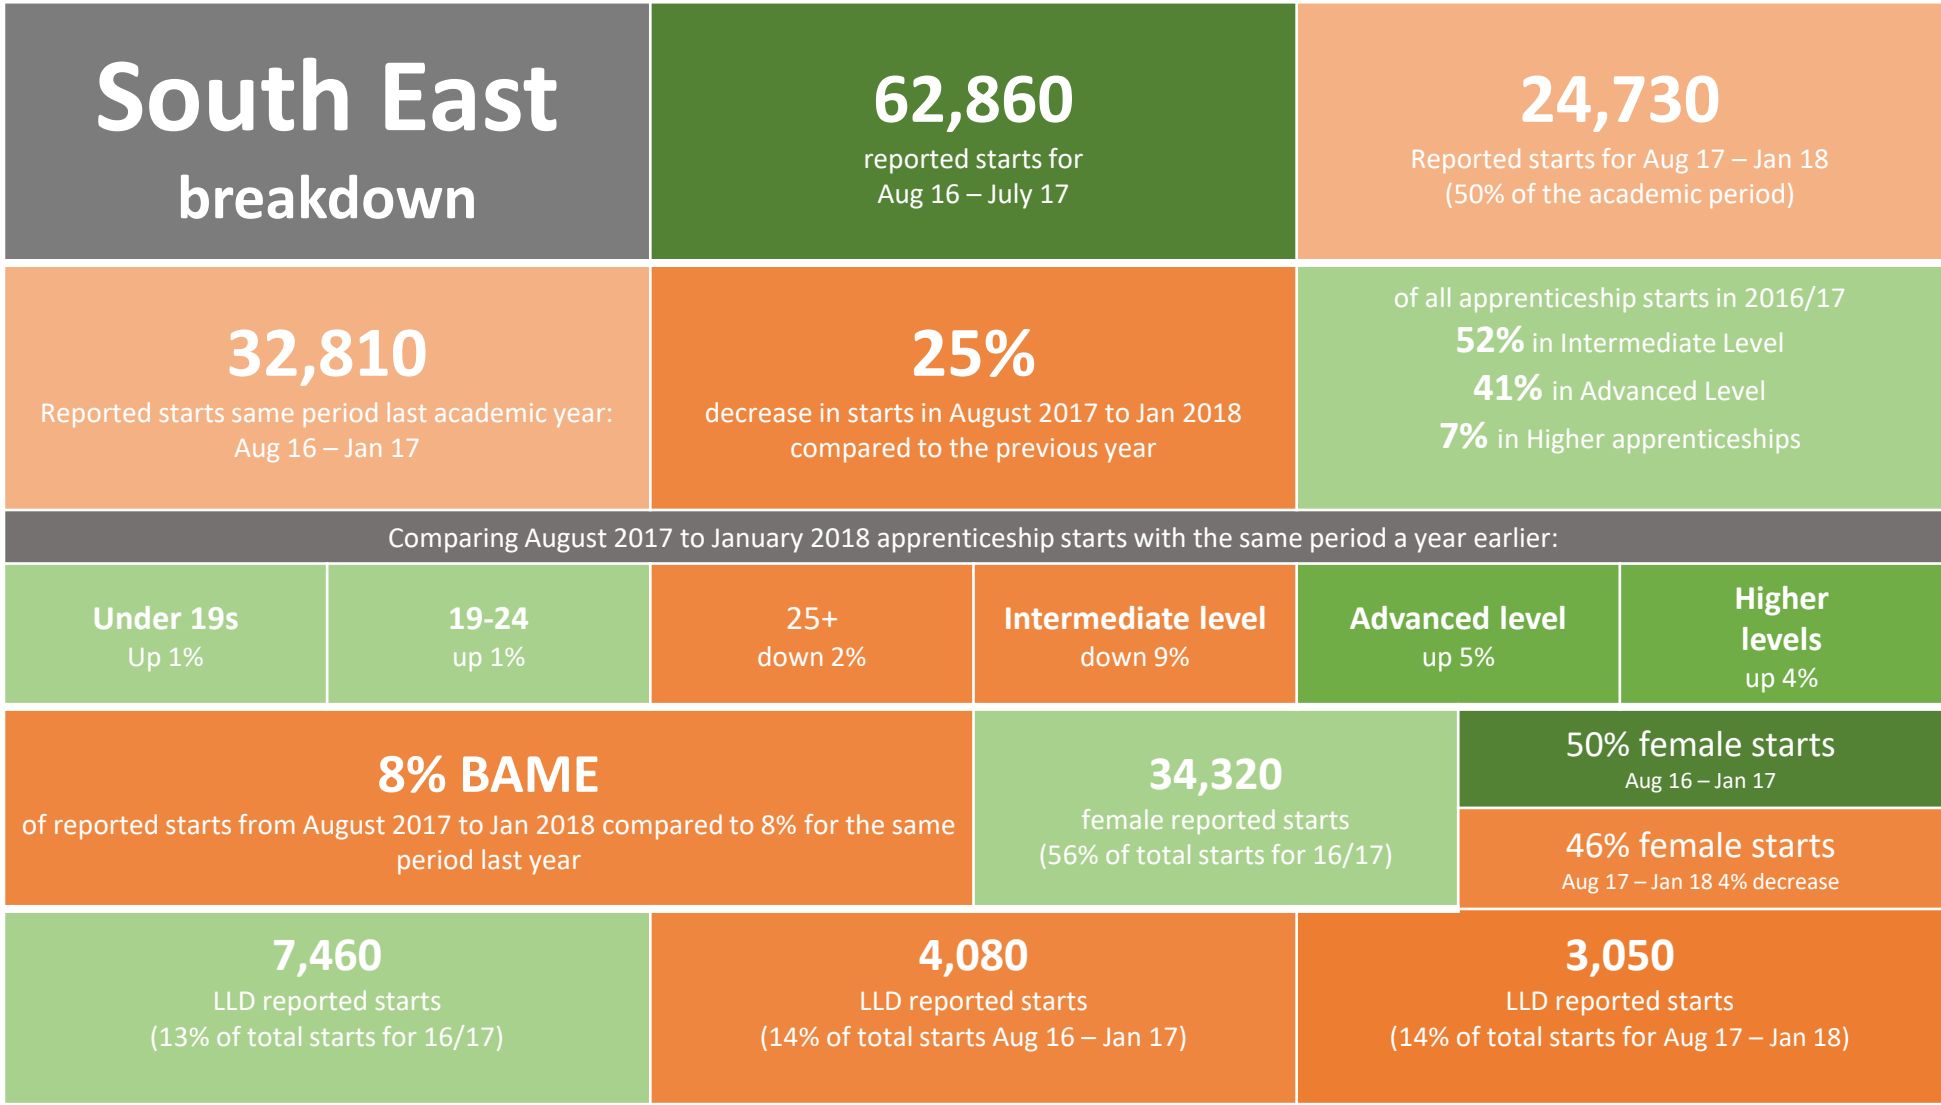 South East
breakdown
62,860
reported starts for
Aug 16 – July 17
24,730
Reported starts for Aug 17 – Jan 18
(50% of the academic period)
32,810
Reported starts same period last academic year:
Aug 16 – Jan 17
25%
decrease in starts in August 2017 to Jan 2018
compared to the previous year
of all apprenticeship starts in 2016/17
52% in Intermediate Level
41% in Advanced Level
7% in Higher apprenticeships
Comparing August 2017 to January 2018 apprenticeship starts with the same period a year earlier:
Under 19s
Up 1%
19-24
up 1%
25+
down 2%
Intermediate level
down 9%
Advanced level
up 5%
Higher
levels
up 4%
8% BAME
of reported starts from August 2017 to Jan 2018 compared to 8% for the same
period last year
34,320
female reported starts
(56% of total starts for 16/17)
50% female starts
Aug 16 – Jan 17
46% female starts
Aug 17 – Jan 18 4% decrease
7,460
LLD reported starts
(13% of total starts for 16/17)
4,080
LLD reported starts
(14% of total starts Aug 16 – Jan 17)
3,050
LLD reported starts
(14% of total starts for Aug 17 – Jan 18)